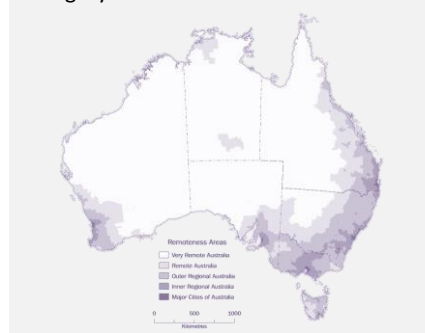 Remoteness Areas
Very Remote Australia
Remote Australia
Outer Regional Australia
Inner Regional Australia
Major Cities of Australia
0 500 1000
Kilometres